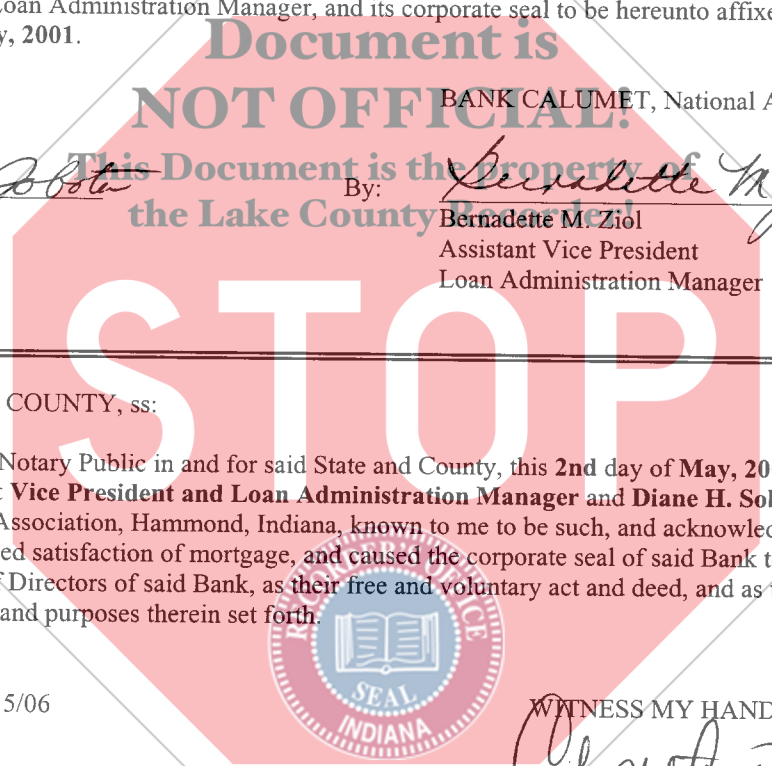 Loan Administration Manager, and its corporate seal to be hereunto affixe
y, 2001.
Document is
NOT OFFICIAL!
BANK CALUMET, National A
This Document is the property of
the Lake County Recorder!
By: Bernadette M
Bernadette M. Ziol
Assistant Vice President
Loan Administration Manager
STOP
COUNTY, ss:
Notary Public in and for said State and County, this 2nd day of May, 20
t Vice President and Loan Administration Manager and Diane H. Sol
Association, Hammond, Indiana, known to me to be such, and acknowled
ed satisfaction of mortgage, and caused the corporate seal of said Bank t
f Directors of said Bank, as their free and voluntary act and deed, and as t
and purposes therein set forth.
RECORDER'S OFFICE
SEAL
INDIANA
5/06
WITNESS MY HAND